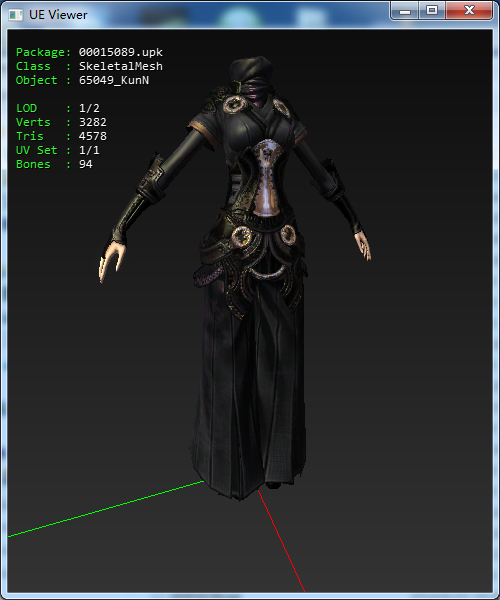 UE Viewer
Package: 00015089.upk
Class : SkeletalMesh
Object : 65049_KunN
LOD : 1/2
Verts : 3282
Tris : 4578
UV Set : 1/1
Bones : 94